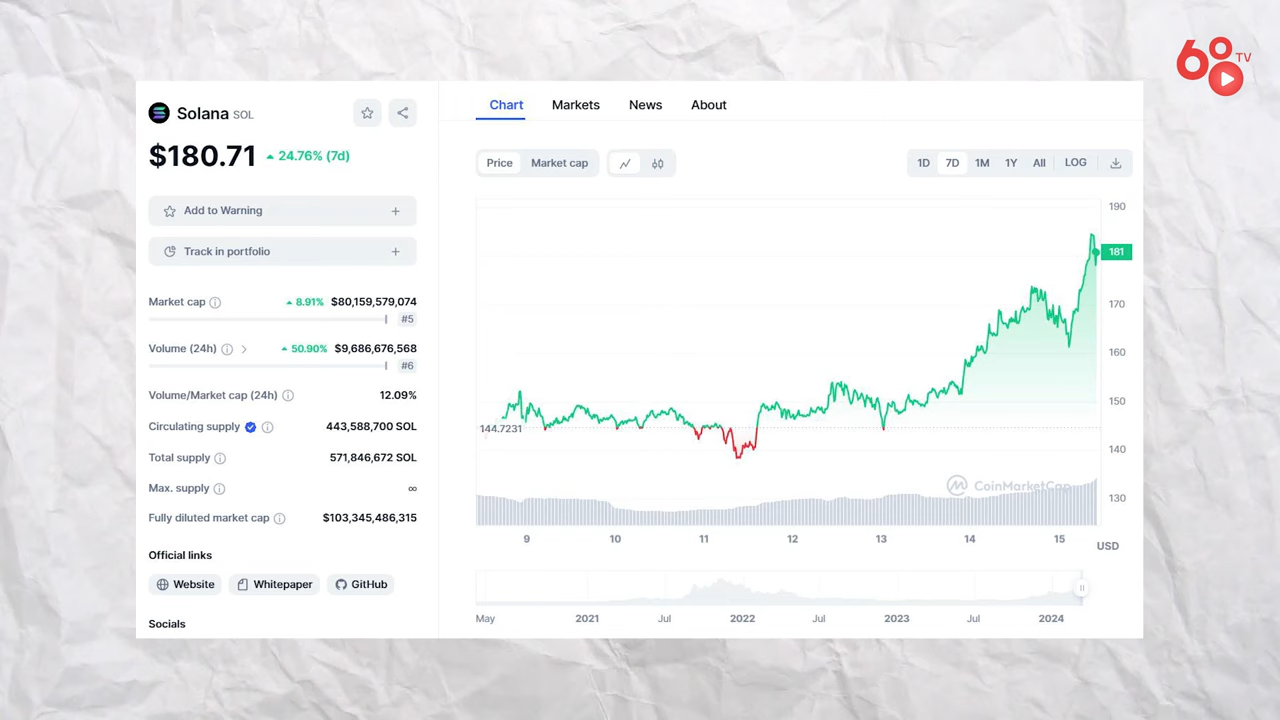 68 TV
Solana SOL
$180.71 24.76% (7d)
Add to Warning +
Track in portfolio +
Market cap 8.91% $80,159,579,074
#5
Volume (24h) 50.90% $9,686,676,568
#6
Volume/Market cap (24h) 12.09%
Circulating supply 443,588,700 SOL
Total supply 571,846,672 SOL
Max. supply ∞
Fully diluted market cap $103,345,486,315
Official links
Website Whitepaper GitHub
Socials
Chart Markets News About
Price Market cap 1D 7D 1M 1Y All LOG
190
181
170
160
150
144.7231
140
CoinMarketCap
130
9 10 11 12 13 14 15 USD
May 2021 Jul 2022 Jul 2023 Jul 2024